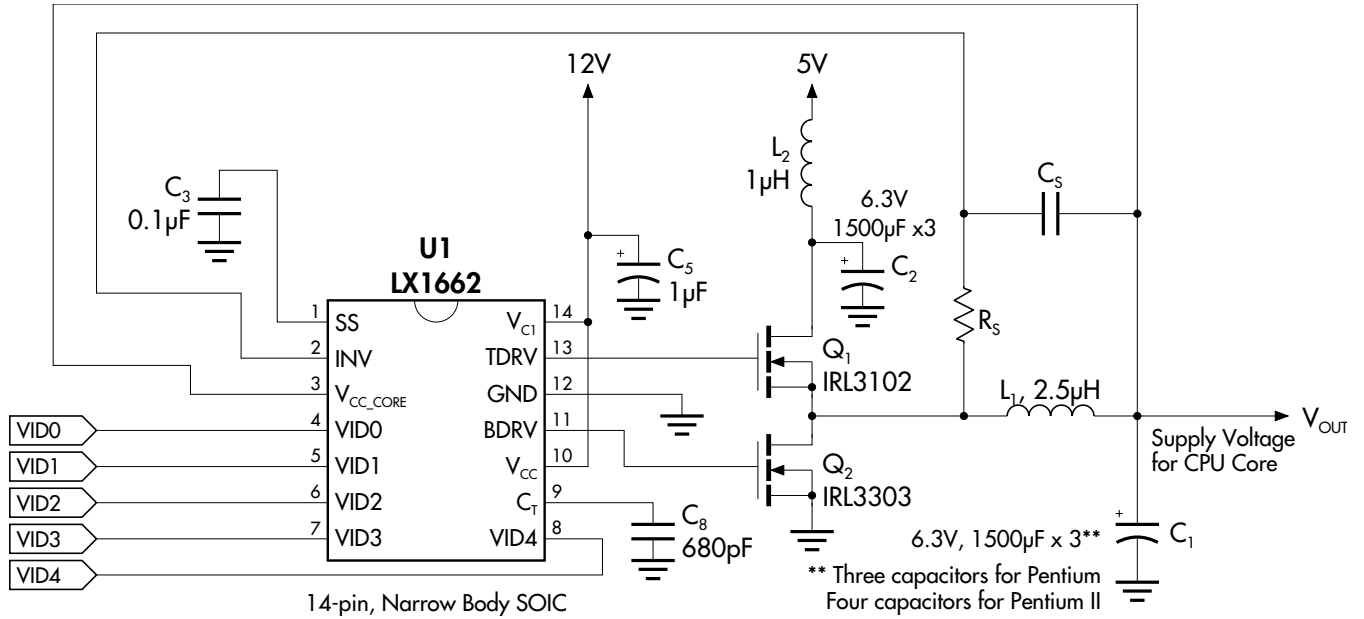 12V
5V
L2
1µH
CS
C3
0.1µF
6.3V
1500µF x3
U1
LX1662
C5
1µF
C2
1
SS
VC1
14
RS
2
INV
TDRV
13
Q1
IRL3102
3
VCC_CORE
GND
12
L1, 2.5µH
VID0
4
VID0
BDRV
11
VOUT
Supply Voltage
for CPU Core
VID1
5
VID1
VCC
10
Q2
IRL3303
VID2
6
VID2
CT
9
VID3
7
VID3
VID4
8
C8
680pF
6.3V, 1500µF x 3**
C1
VID4
** Three capacitors for Pentium
Four capacitors for Pentium II
14-pin, Narrow Body SOIC
+
+
+